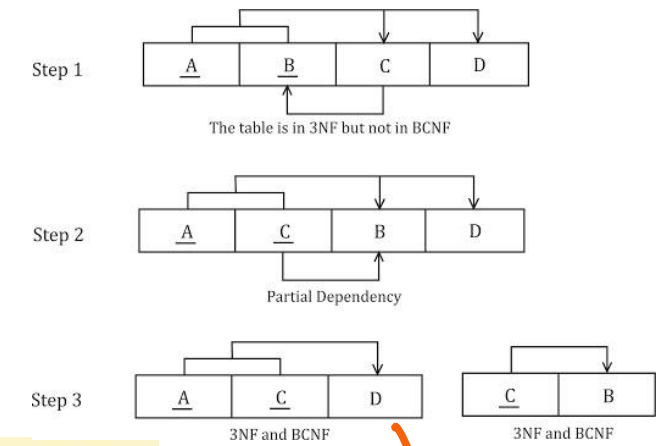 Step 1
A B C D
The table is in 3NF but not in BCNF
Step 2
A C B D
Partial Dependency
Step 3
A C D
3NF and BCNF
C B
3NF and BCNF